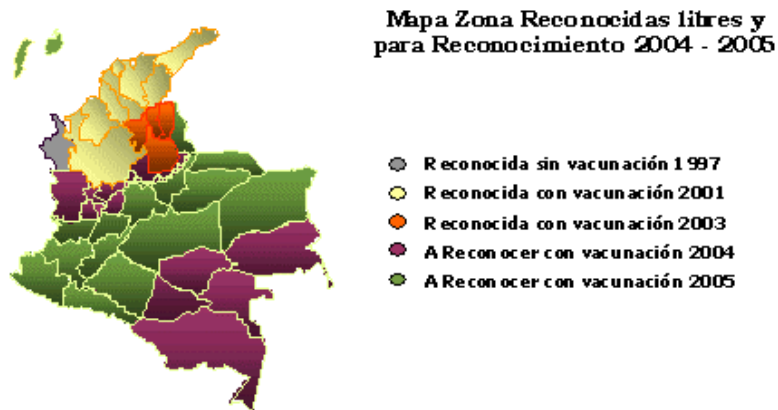 Mapa Zona Reconocidas libres y
para Reconocimiento 2004 - 2005
Reconocida sin vacunación 1997
Reconocida con vacunación 2001
Reconocida con vacunación 2003
A Reconocer con vacunación 2004
A Reconocer con vacunación 2005